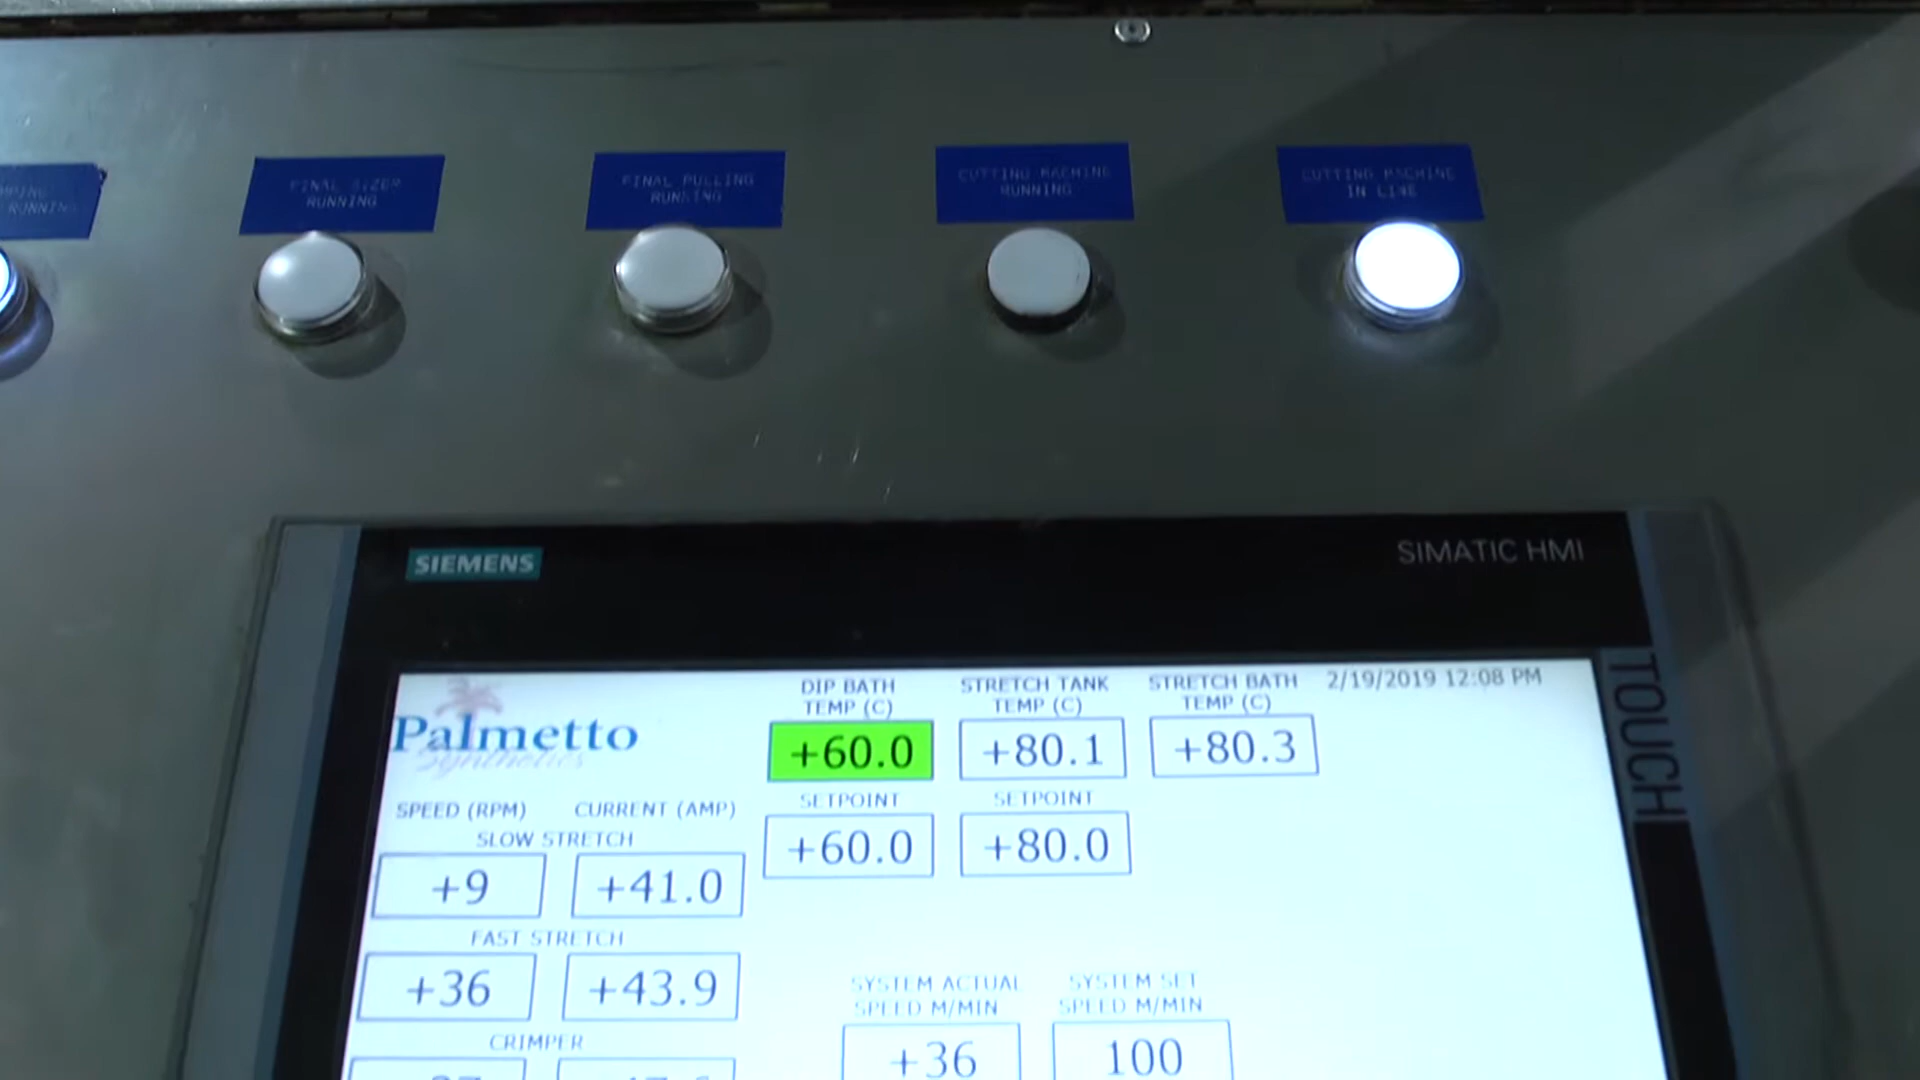 RUNNING
FINAL SIZER
RUNNING
FINAL PULLING
RUNNING
CUTTING MACHINE
RUNNING
CUTTING MACHINE
IN LINE
SIEMENS
SIMATIC HMI
TOUCH
Palmetto
Synthetics
DIP BATH
TEMP (C)
+60.0
SETPOINT
+60.0
STRETCH TANK
TEMP (C)
+80.1
SETPOINT
+80.0
STRETCH BATH
TEMP (C)
+80.3
2/19/2019 12:08 PM
SPEED (RPM) CURRENT (AMP)
SLOW STRETCH
+9 +41.0
FAST STRETCH
+36 +43.9
CRIMPER
SYSTEM ACTUAL
SPEED M/MIN
+36
SYSTEM SET
SPEED M/MIN
100